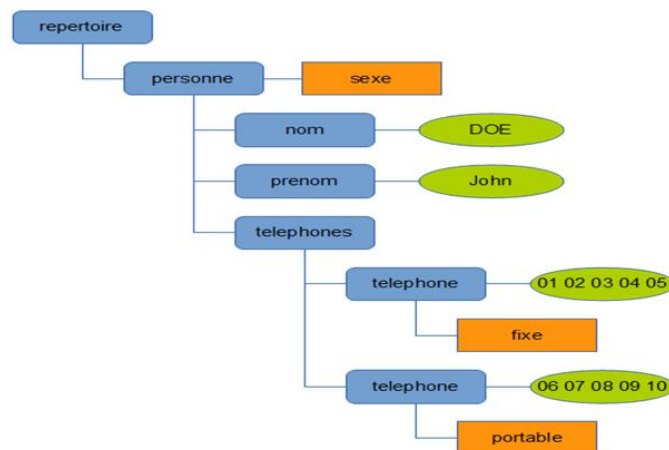 repertoire
personne
sexe
nom
DOE
prenom
John
telephones
telephone
01 02 03 04 05
fixe
telephone
06 07 08 09 10
portable